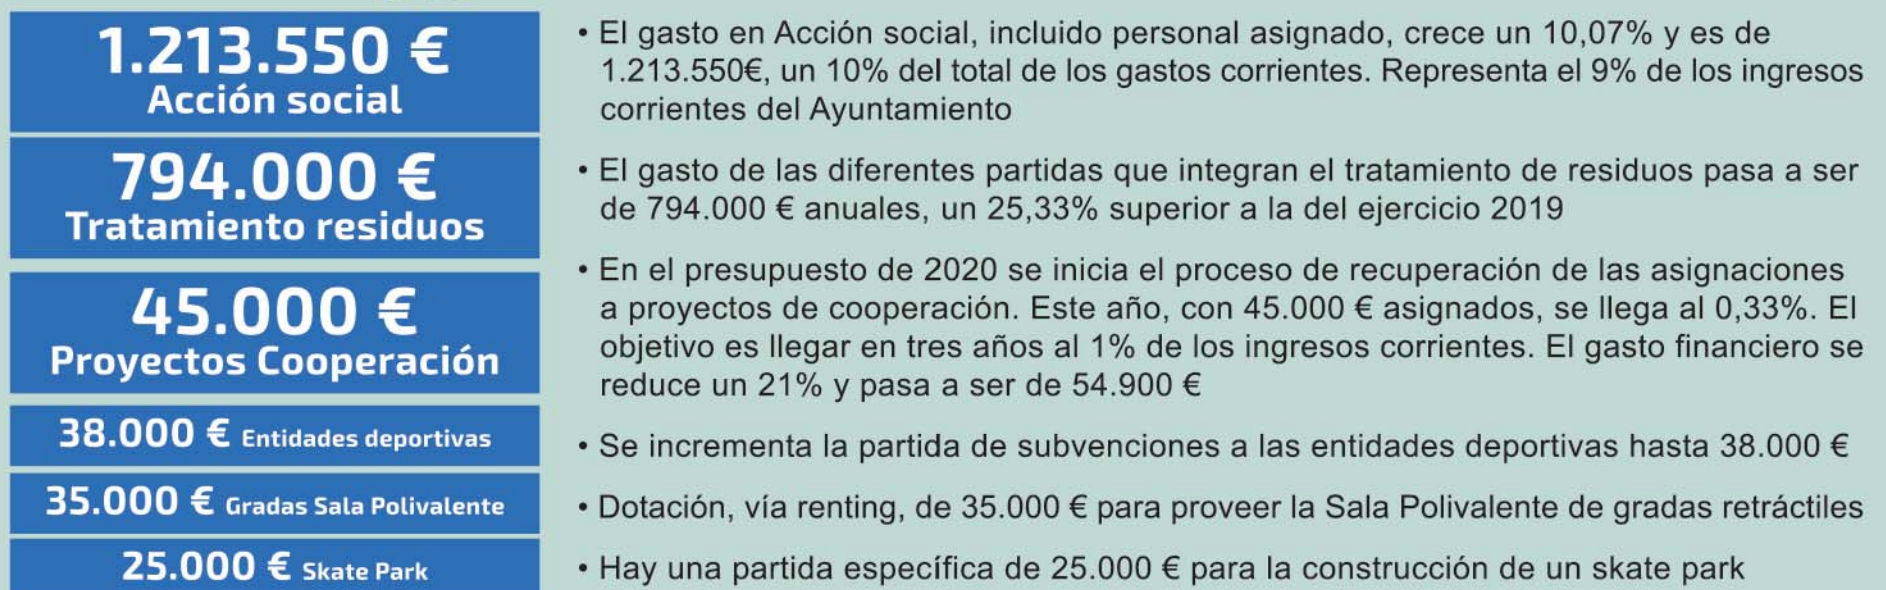 1.213.550 €
Acción social
794.000 €
Tratamiento residuos
45.000 €
Proyectos Cooperación
38.000 € Entidades deportivas
35.000 € Gradas Sala Polivalente
25.000 € Skate Park
• El gasto en Acción social, incluido personal asignado, crece un 10,07% y es de
1.213.550€, un 10% del total de los gastos corrientes. Representa el 9% de los ingresos
corrientes del Ayuntamiento
• El gasto de las diferentes partidas que integran el tratamiento de residuos pasa a ser
de 794.000 € anuales, un 25,33% superior a la del ejercicio 2019
• En el presupuesto de 2020 se inicia el proceso de recuperación de las asignaciones
a proyectos de cooperación. Este año, con 45.000 € asignados, se llega al 0,33%. El
objetivo es llegar en tres años al 1% de los ingresos corrientes. El gasto financiero se
reduce un 21% y pasa a ser de 54.900 €
• Se incrementa la partida de subvenciones a las entidades deportivas hasta 38.000 €
• Dotación, vía renting, de 35.000 € para proveer la Sala Polivalente de gradas retráctiles
• Hay una partida específica de 25.000 € para la construcción de un skate park